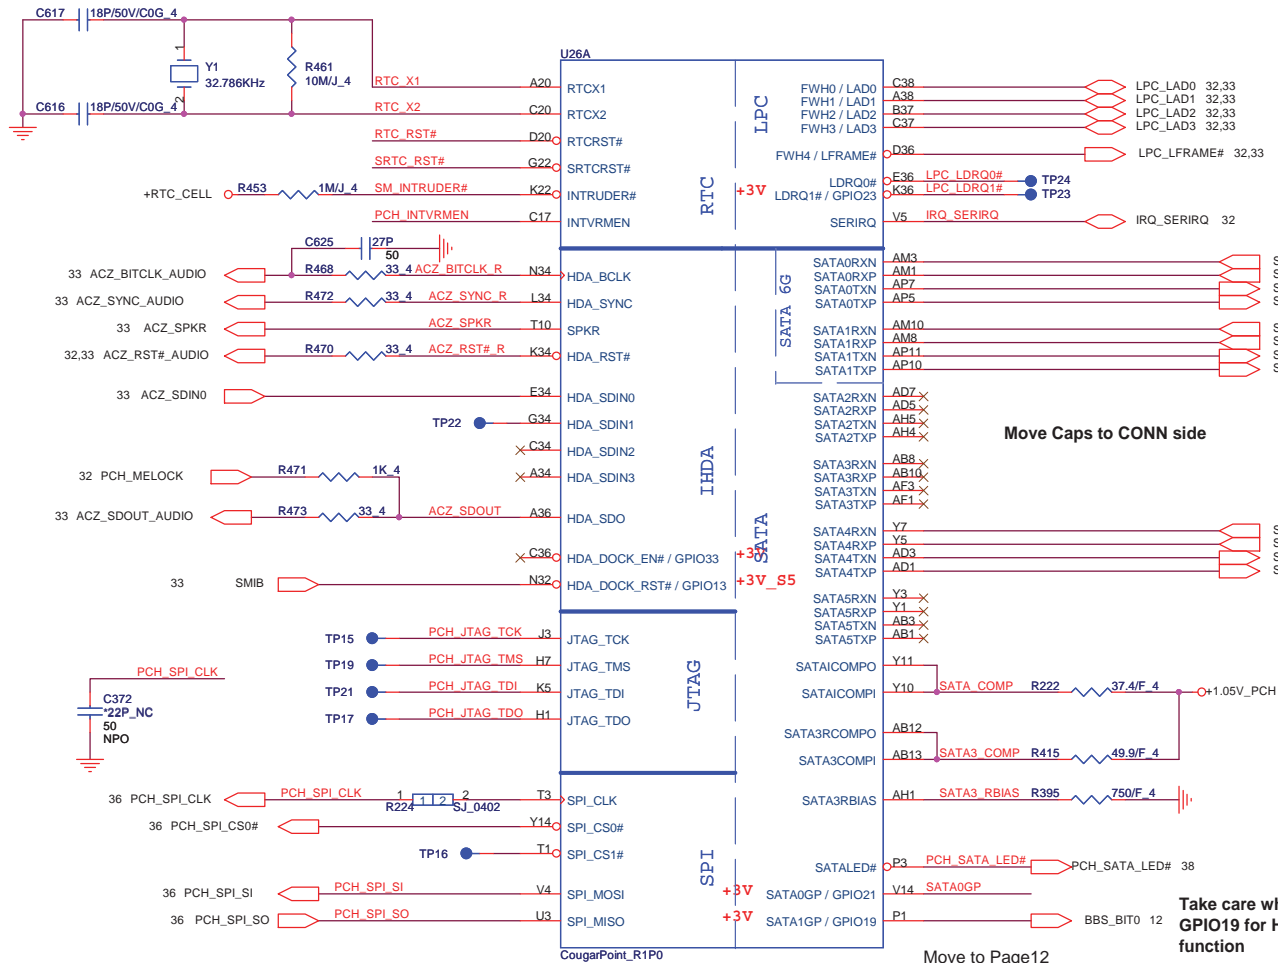 C617 18P/50V/C0G_4
1
Y1
32.786KHz
2
R461
10M/J_4
C616 18P/50V/C0G_4
RTC_X1 A20 RTCX1
RTC_X2 C20 RTCX2
RTC_RST# D20 RTCRST#
SRTC_RST# G22 SRTCRST#
+RTC_CELL R453 1M/J_4 SM_INTRUDER# K22 INTRUDER#
PCH_INTVRMEN C17 INTVRMEN
U26A
RTC
LPC
+3V
FWH0 / LAD0 C38 LPC_LAD0 32,33
FWH1 / LAD1 A38 LPC_LAD1 32,33
FWH2 / LAD2 B37 LPC_LAD2 32,33
FWH3 / LAD3 C37 LPC_LAD3 32,33
FWH4 / LFRAME# D36 LPC_LFRAME# 32,33
LDRQ0# E36 LPC_LDRQ0# TP24
LDRQ1# / GPIO23 K36 LPC_LDRQ1# TP23
SERIRQ V5 IRQ_SERIRQ IRQ_SERIRQ 32
C625 27P
50
33 ACZ_BITCLK_AUDIO R468 33_4 ACZ_BITCLK_R N34 HDA_BCLK
33 ACZ_SYNC_AUDIO R472 33_4 ACZ_SYNC_R L34 HDA_SYNC
33 ACZ_SPKR ACZ_SPKR T10 SPKR
32,33 ACZ_RST#_AUDIO R470 33_4 ACZ_RST#_R K34 HDA_RST#
33 ACZ_SDIN0 E34 HDA_SDIN0
TP22 G34 HDA_SDIN1
C34 HDA_SDIN2
A34 HDA_SDIN3
32 PCH_MELOCK R471 1K_4
33 ACZ_SDOUT_AUDIO R473 33_4 ACZ_SDOUT A36 HDA_SDO
C36 HDA_DOCK_EN# / GPIO33 +3V
33 SMIB N32 HDA_DOCK_RST# / GPIO13 +3V_S5
IHDA
SATA
SATA 6G
SATA0RXN AM3 S
SATA0RXP AM1 S
SATA0TXN AP7 S
SATA0TXP AP5 S
SATA1RXN AM10 S
SATA1RXP AM8 S
SATA1TXN AP11 S
SATA1TXP AP10 S
SATA2RXN AD7
SATA2RXP AD5
SATA2TXN AH5
SATA2TXP AH4
Move Caps to CONN side
SATA3RXN AB8
SATA3RXP AB10
SATA3TXN AF3
SATA3TXP AF1
SATA4RXN Y7 S
SATA4RXP Y5 S
SATA4TXN AD3 S
SATA4TXP AD1 S
SATA5RXN Y3
SATA5RXP Y1
SATA5TXN AB3
SATA5TXP AB1
TP15 PCH_JTAG_TCK J3 JTAG_TCK
TP19 PCH_JTAG_TMS H7 JTAG_TMS
TP21 PCH_JTAG_TDI K5 JTAG_TDI
TP17 PCH_JTAG_TDO H1 JTAG_TDO
JTAG
SATAICOMPO Y11
SATAICOMPI Y10 SATA_COMP R222 37.4/F_4 +1.05V_PCH
SATA3RCOMPO AB12
SATA3COMPI AB13 SATA3_COMP R415 49.9/F_4
SATA3RBIAS AH1 SATA3_RBIAS R395 750/F_4
PCH_SPI_CLK
C372
*22P_NC
50
NPO
36 PCH_SPI_CLK PCH_SPI_CLK 1 1 2 2 T3 SPI_CLK
R224 SJ_0402
36 PCH_SPI_CS0# Y14 SPI_CS0#
TP16 T1 SPI_CS1#
36 PCH_SPI_SI PCH_SPI_SI V4 SPI_MOSI
36 PCH_SPI_SO PCH_SPI_SO U3 SPI_MISO
SPI
SATALED# P3 PCH_SATA_LED# PCH_SATA_LED# 38
+3V SATA0GP / GPIO21 V14 SATA0GP
+3V SATA1GP / GPIO19 P1 BBS_BIT0 12
CougarPoint_R1P0
Move to Page12
Take care wh
GPIO19 for H
function